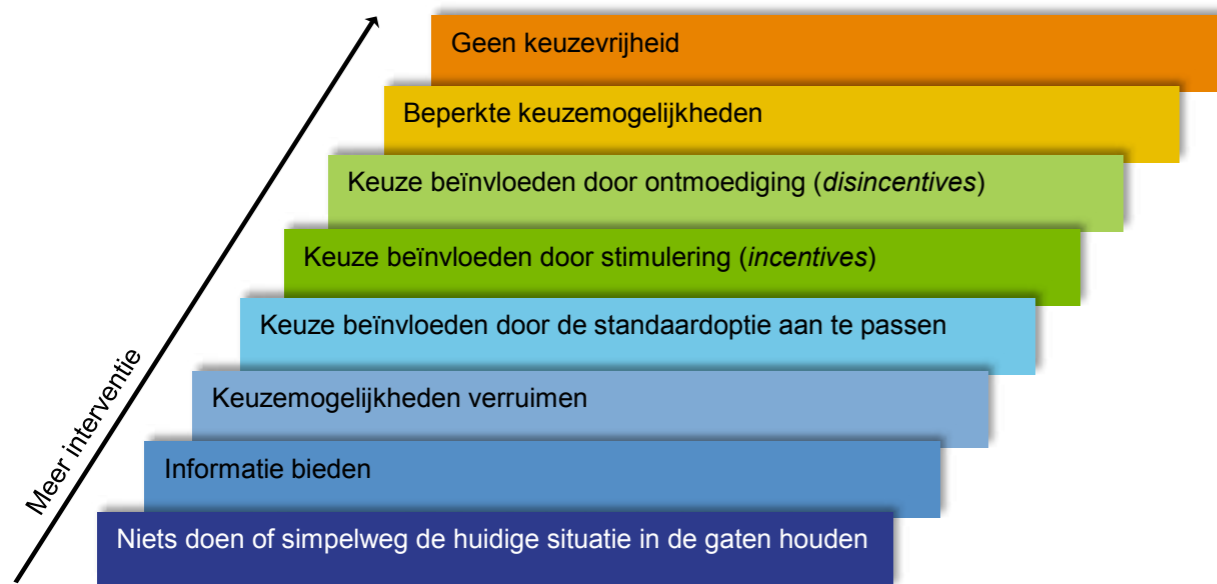 Geen keuzevrijheid
Beperkte keuzemogelijkheden
Keuze beïnvloeden door ontmoediging (disincentives)
Keuze beïnvloeden door stimulering (incentives)
Keuze beïnvloeden door de standaardoptie aan te passen
Keuzemogelijkheden verruimen
Informatie bieden
Niets doen of simpelweg de huidige situatie in de gaten houden
Meer interventie